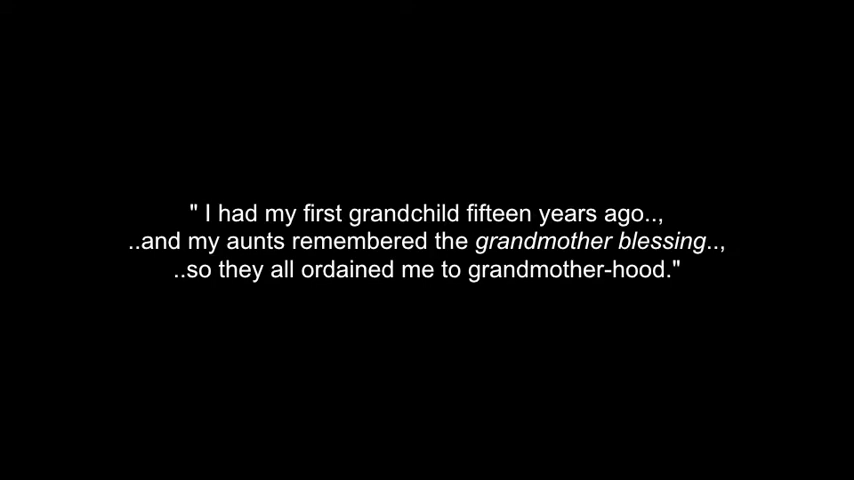 " I had my first grandchild fifteen years ago..,
..and my aunts remembered the grandmother blessing..,
..so they all ordained me to grandmother-hood."